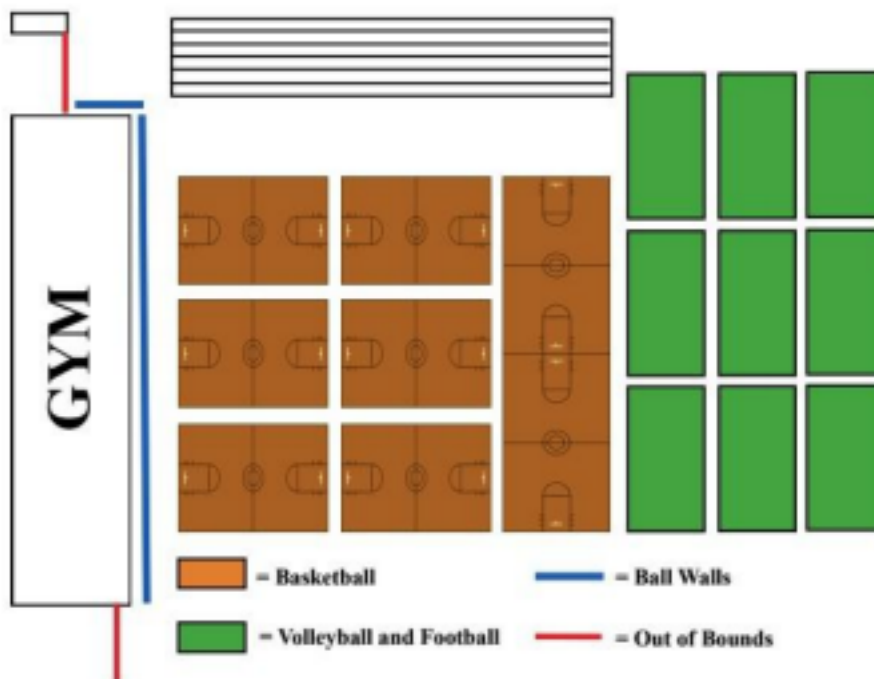 GYM
= Basketball
= Ball Walls
= Volleyball and Football
= Out of Bounds